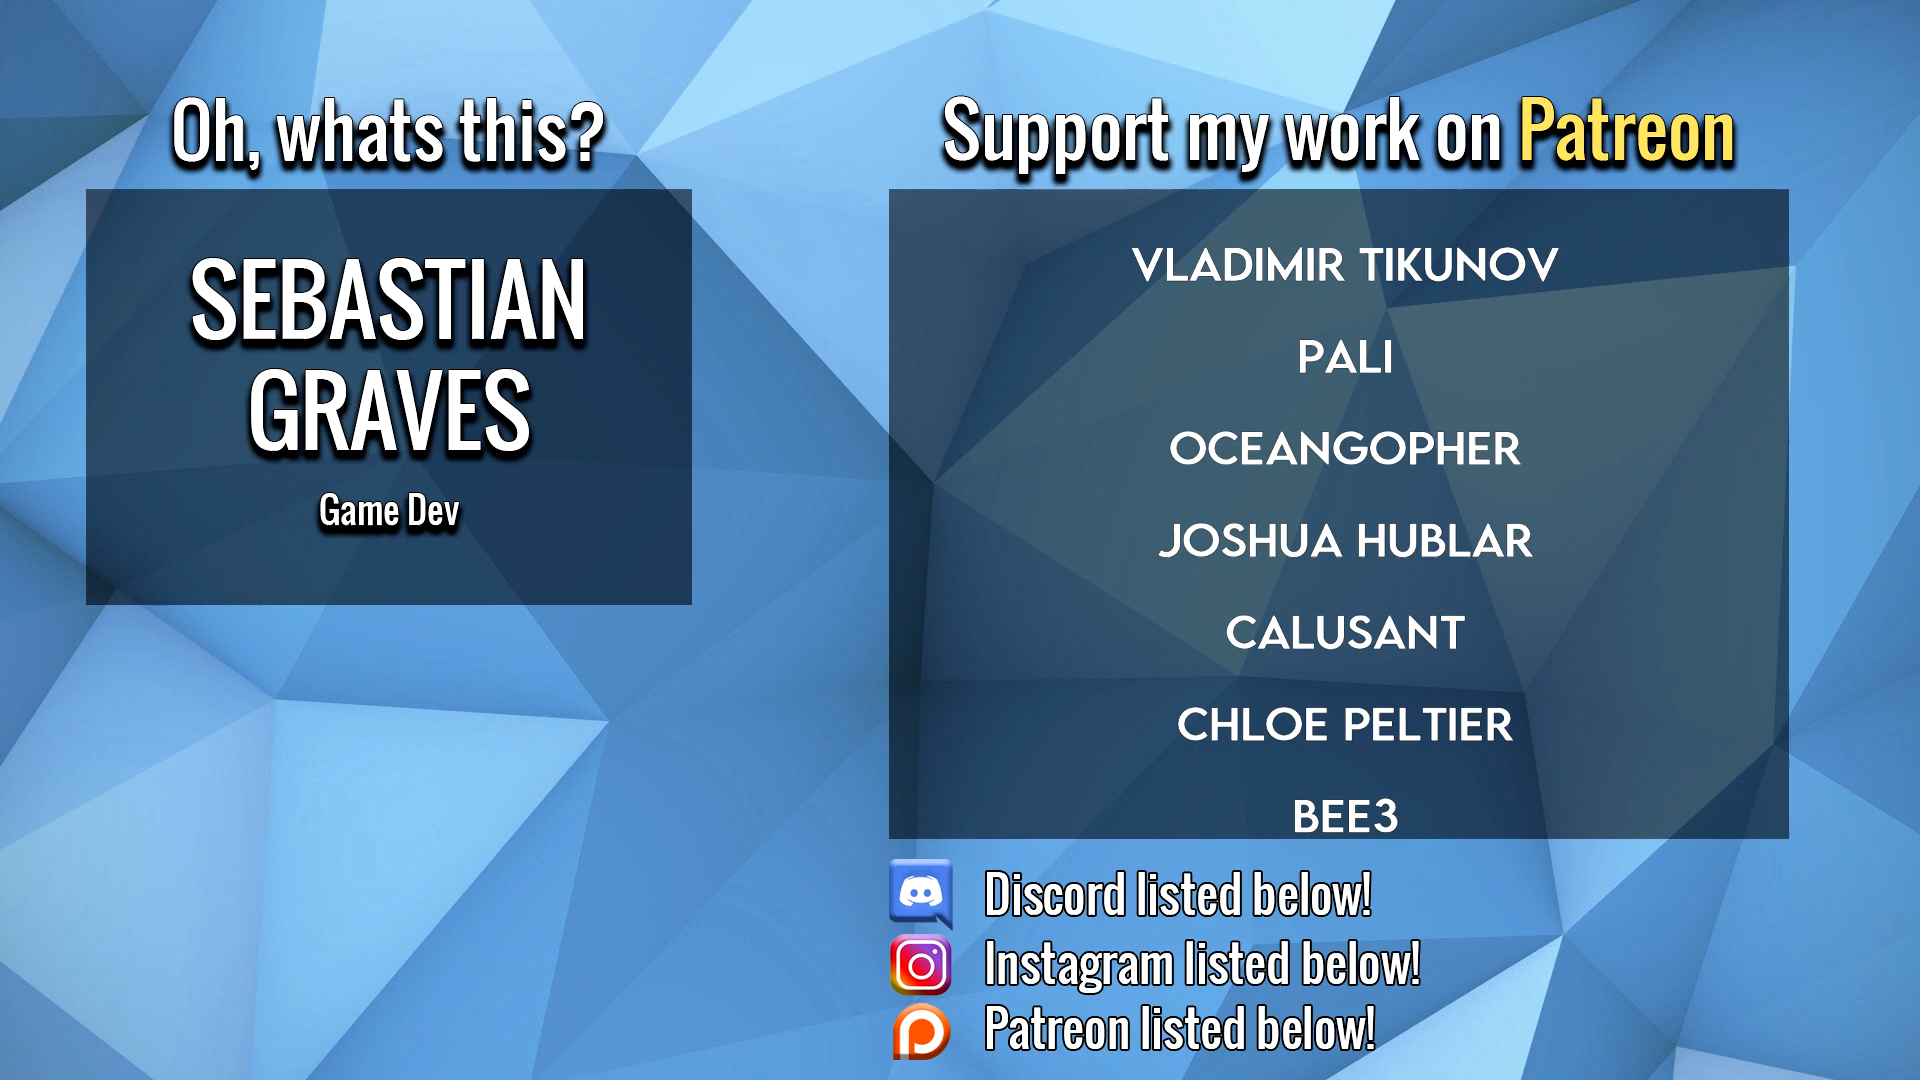 Oh, whats this?
SEBASTIAN
GRAVES
Game Dev
Support my work on Patreon
VLADIMIR TIKUNOV
PALI
OCEANGOPHER
JOSHUA HUBLAR
CALUSANT
CHLOE PELTIER
BEE3
Discord listed below!
Instagram listed below!
Patreon listed below!